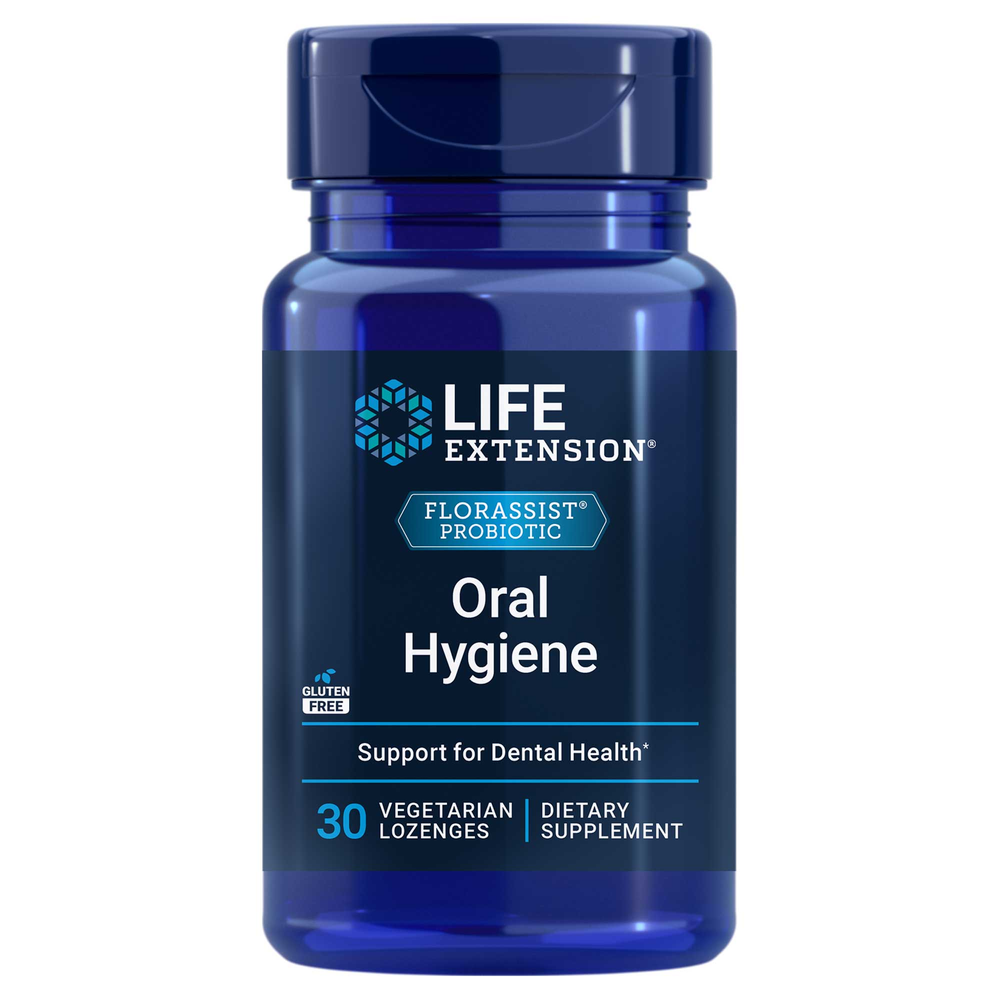 LIFE
EXTENSION®
FLORASSIST®
PROBIOTIC
Oral
Hygiene
GLUTEN
FREE
Support for Dental Health*
30 VEGETARIAN LOZENGES | DIETARY SUPPLEMENT